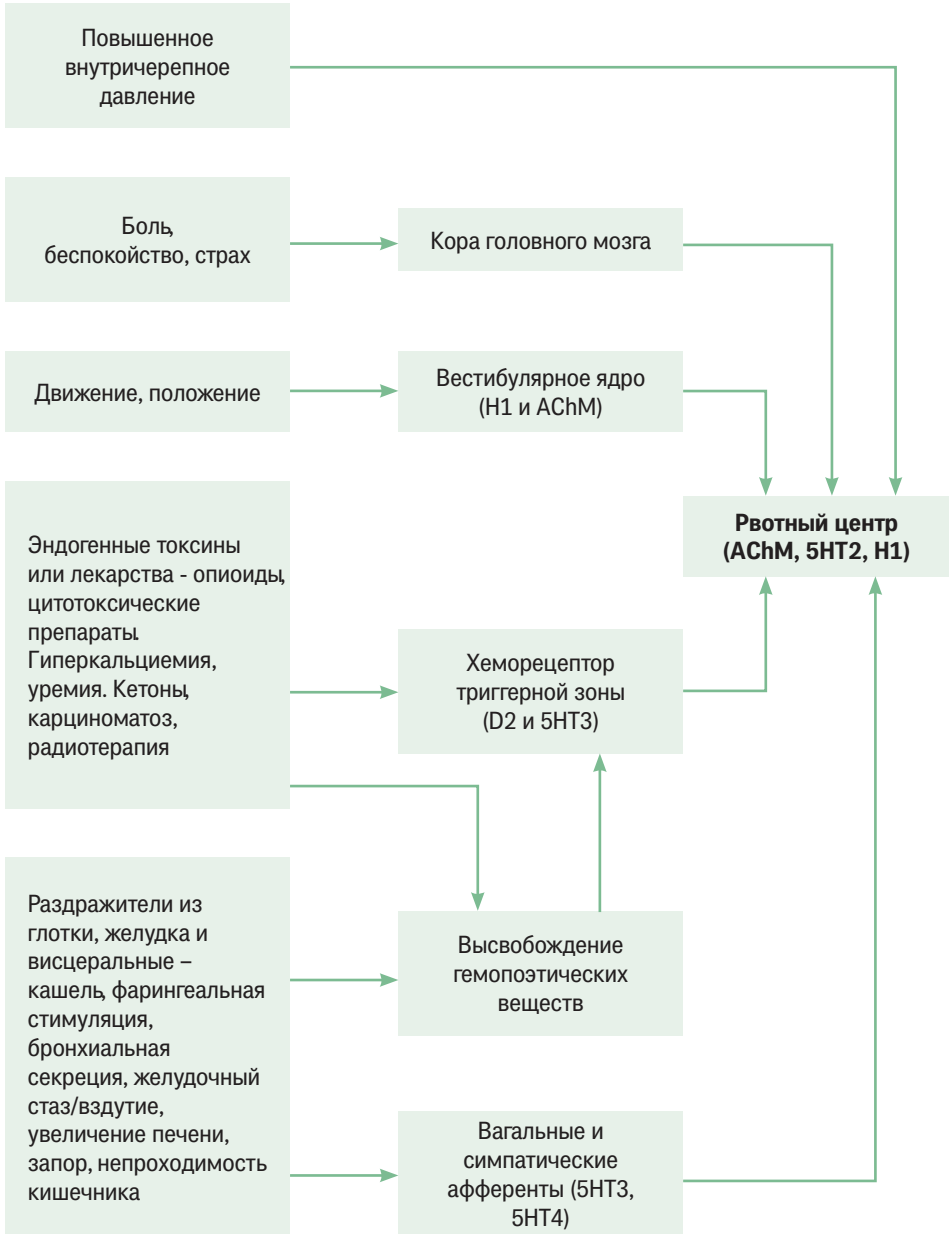 Повышенное
внутричерепное
давление
Боль,
беспокойство, страх
Кора головного мозга
Движение, положение
Вестибулярное ядро
(H1 и AChM)
Рвотный центр
(AChM, 5HT2, H1)
Эндогенные токсины
или лекарства - опиоиды,
цитотоксические
препараты.
Гиперкальциемия,
уремия. Кетоны,
карциноматоз,
радиотерапия
Хеморецептор
триггерной зоны
(D2 и 5HT3)
Раздражители из
глотки, желудка и
висцеральные –
кашель, фарингеальная
стимуляция,
бронхиальная
секреция, желудочный
стаз/вздутие,
увеличение печени,
запор, непроходимость
кишечника
Высвобождение
гемопоэтических
веществ
Вагальные и
симпатические
афференты (5HT3,
5HT4)